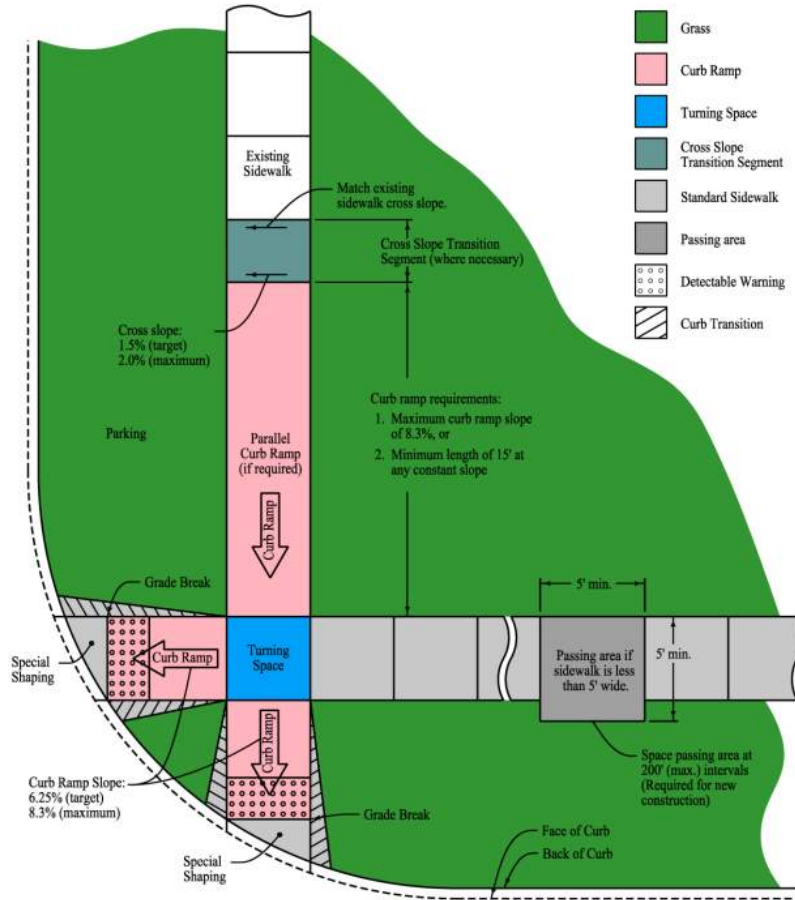 Grass
Curb Ramp
Turning Space
Cross Slope
Transition Segment
Standard Sidewalk
Passing area
Detectable Warning
Curb Transition
Existing
Sidewalk
Match existing
sidewalk cross slope.
Cross Slope Transition
Segment (where necessary)
Cross slope:
1.5% (target)
2.0% (maximum)
Curb ramp requirements:
1. Maximum curb ramp slope
of 8.3%, or
2. Minimum length of 15' at
any constant slope
Parking
Parallel
Curb Ramp
(if required)
Curb Ramp
Grade Break
5' min.
Special
Shaping
Curb Ramp
Turning
Space
Passing area if
sidewalk is less
than 5' wide.
5' min.
Curb Ramp
Curb Ramp Slope:
6.25% (target)
8.3% (maximum)
Space passing area at
200' (max.) intervals
(Required for new
construction)
Grade Break
Special
Shaping
Face of Curb
Back of Curb